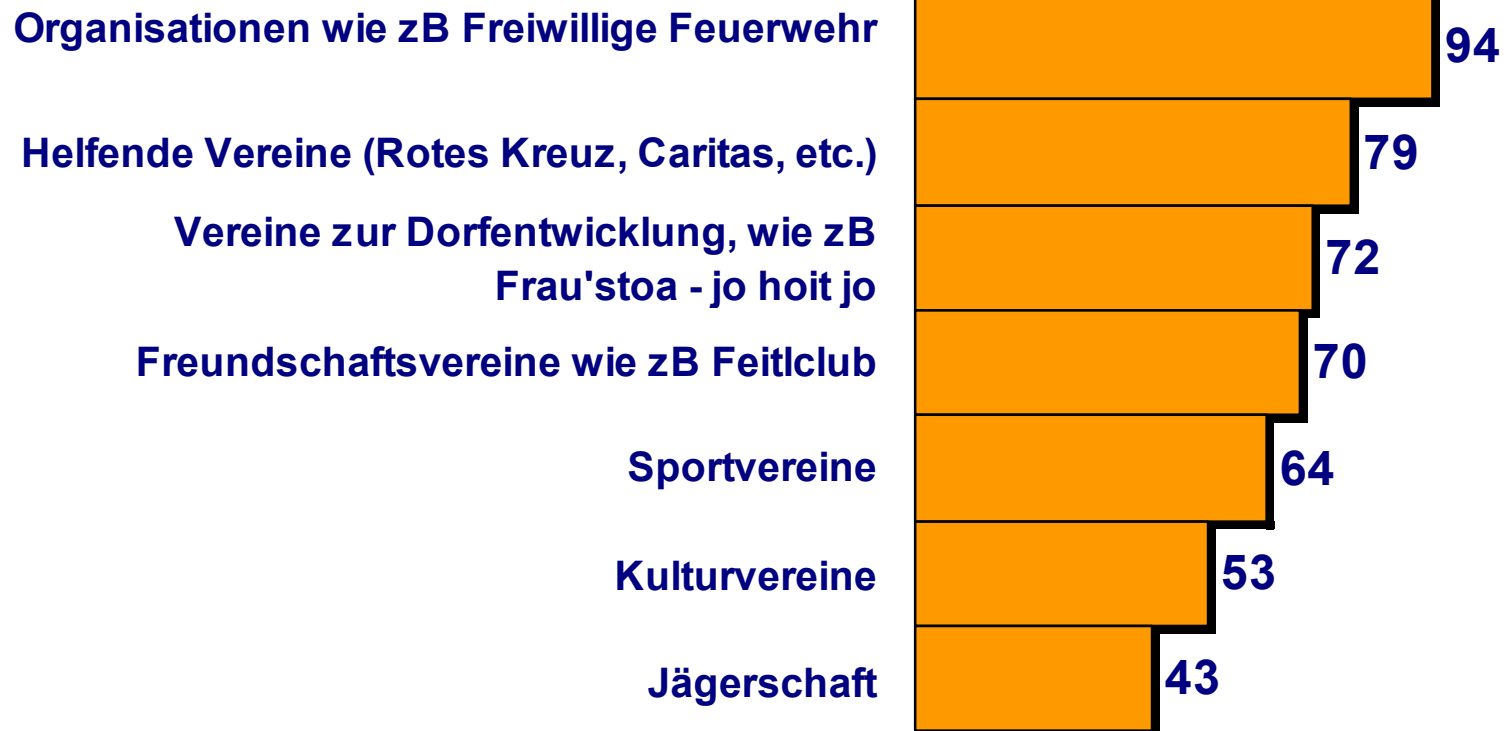 Organisationen wie zB Freiwillige Feuerwehr 94
Helfende Vereine (Rotes Kreuz, Caritas, etc.) 79
Vereine zur Dorfentwicklung, wie zB
Frau'stoa - jo hoit jo 72
Freundschaftsvereine wie zB Feitlclub 70
Sportvereine 64
Kulturvereine 53
Jägerschaft 43